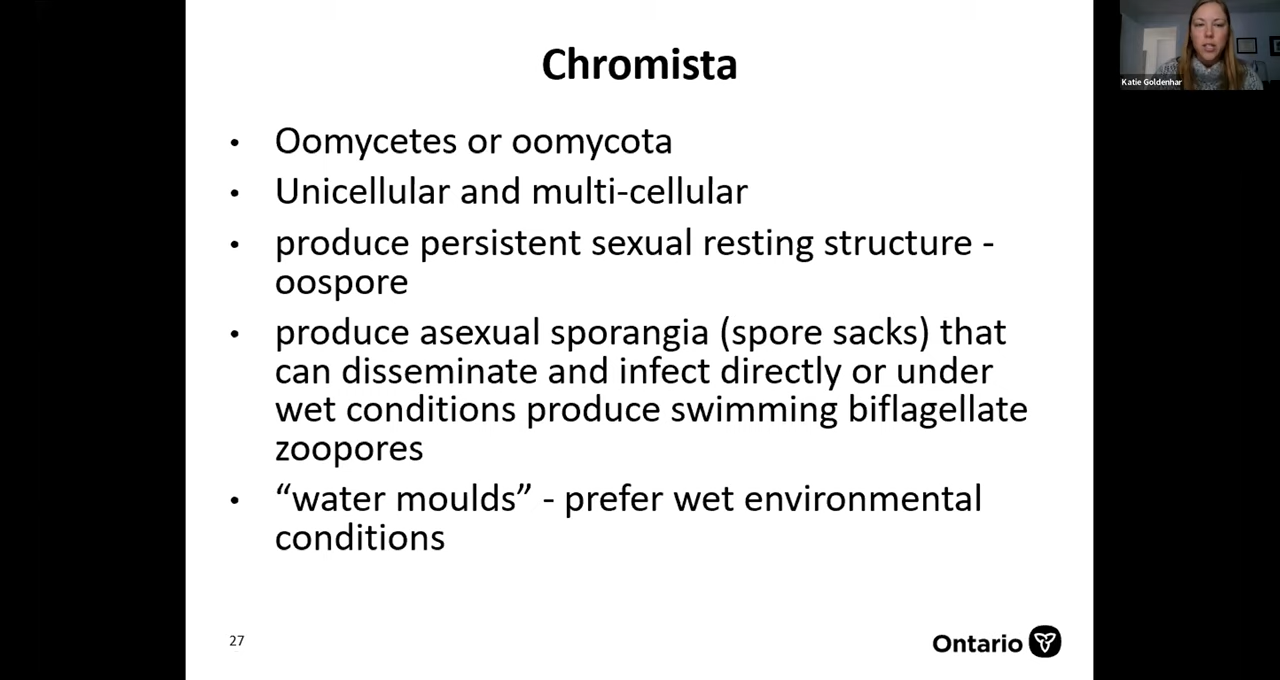 Chromista
• Oomycetes or oomycota
• Unicellular and multi-cellular
• produce persistent sexual resting structure -
oospore
• produce asexual sporangia (spore sacks) that
can disseminate and infect directly or under
wet conditions produce swimming biflagellate
zoopores
• “water moulds” - prefer wet environmental
conditions
27
Ontario
Katie Goldenhar